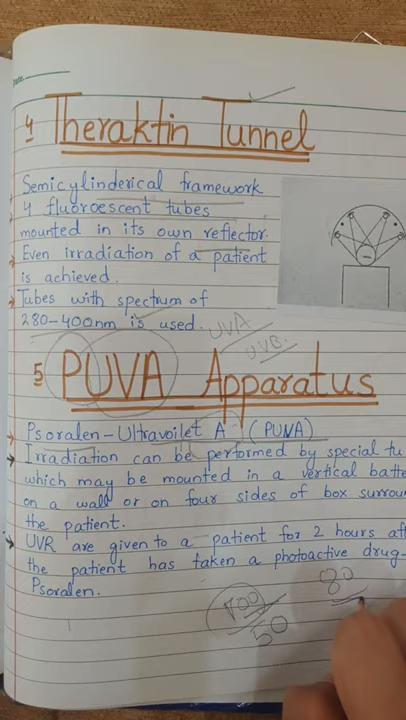 Date.
4 Theraktin Tunnel
Semicylinderical framework
4 fluoroescent tubes
mounted in its own reflector.
Even irradiation of a patient
is achieved.
Tubes with spectrum of
280-400nm is used.
UVA
UVB.
5 PUVA Apparatus
Psoralen-Ultravoilet A (PUVA)
Irradiation can be performed by special tu
which may be mounted in a vertical batte
on a wall or on four sides of box surrou
the patient.
UVR are given to a patient for 2 hours aft
the patient has taken a photoactive drug-
Psoralen.
80
100
50